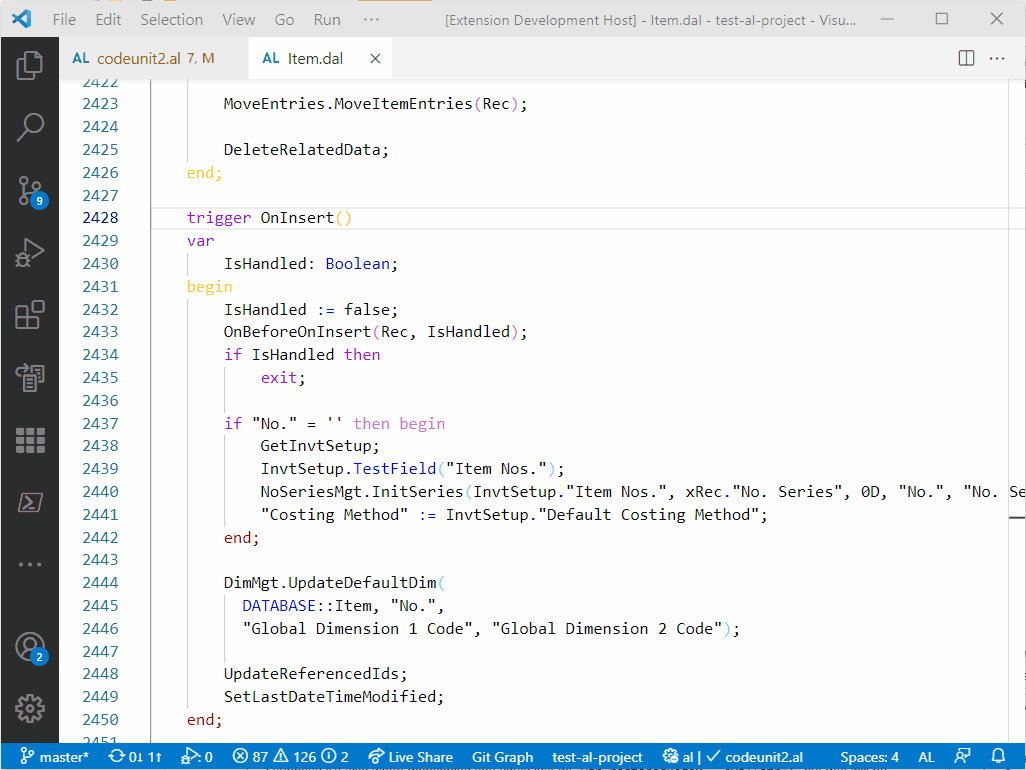 File Edit Selection View Go Run ··· [Extension Development Host] - Item.dal - test-al-project - Visu...
AL codeunit2.al 7, M AL Item.dal
2422
2423 MoveEntries.MoveItemEntries(Rec);
2424
2425 DeleteRelatedData;
2426 end;
2427
2428 trigger OnInsert()
2429 var
2430 IsHandled: Boolean;
2431 begin
2432 IsHandled := false;
2433 OnBeforeOnInsert(Rec, IsHandled);
2434 if IsHandled then
2435 exit;
2436
2437 if "No." = '' then begin
2438 GetInvtSetup;
2439 InvtSetup.TestField("Item Nos.");
2440 NoSeriesMgt.InitSeries(InvtSetup."Item Nos.", xRec."No. Series", 0D, "No.", "No. Se
2441 "Costing Method" := InvtSetup."Default Costing Method";
2442 end;
2443
2444 DimMgt.UpdateDefaultDim(
2445 DATABASE::Item, "No.",
2446 "Global Dimension 1 Code", "Global Dimension 2 Code");
2447
2448 UpdateReferencedIds;
2449 SetLastDateTimeModified;
2450 end;
2451
9
2
master* 0↓ 1↑ 0 87 126 2 Live Share Git Graph test-al-project al | ✓ codeunit2.al Spaces: 4 AL